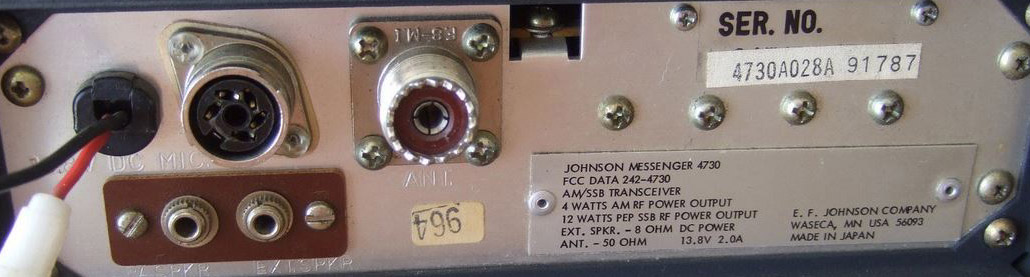 RS-M1
SER. NO.
4730A028A 91787
DC MIC.
ANT.
964
JOHNSON MESSENGER 4730
FCC DATA 242-4730
AM/SSB TRANSCEIVER
4 WATTS AM RF POWER OUTPUT
12 WATTS PEP SSB RF POWER OUTPUT
EXT. SPKR. - 8 OHM DC POWER
ANT. - 50 OHM 13.8V 2.0A
E. F. JOHNSON COMPANY
WASECA, MN USA 56093
MADE IN JAPAN